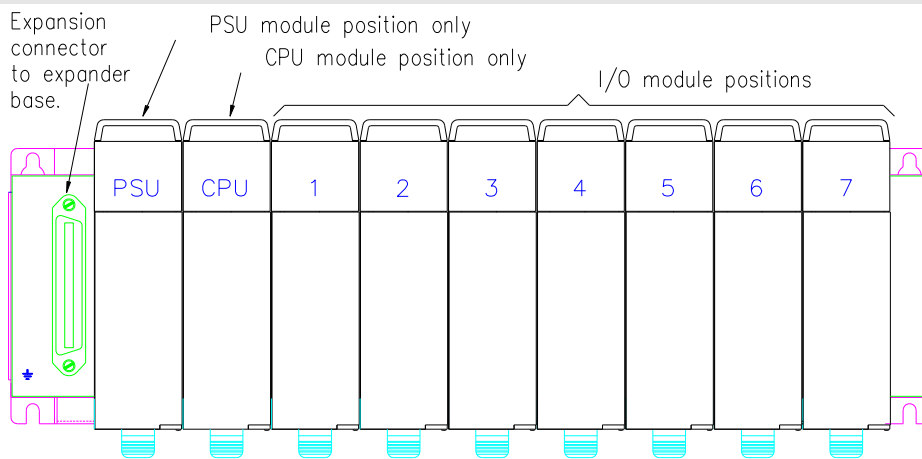 Expansion
connector
to expander
base.
PSU module position only
CPU module position only
I/O module positions
PSU CPU 1 2 3 4 5 6 7